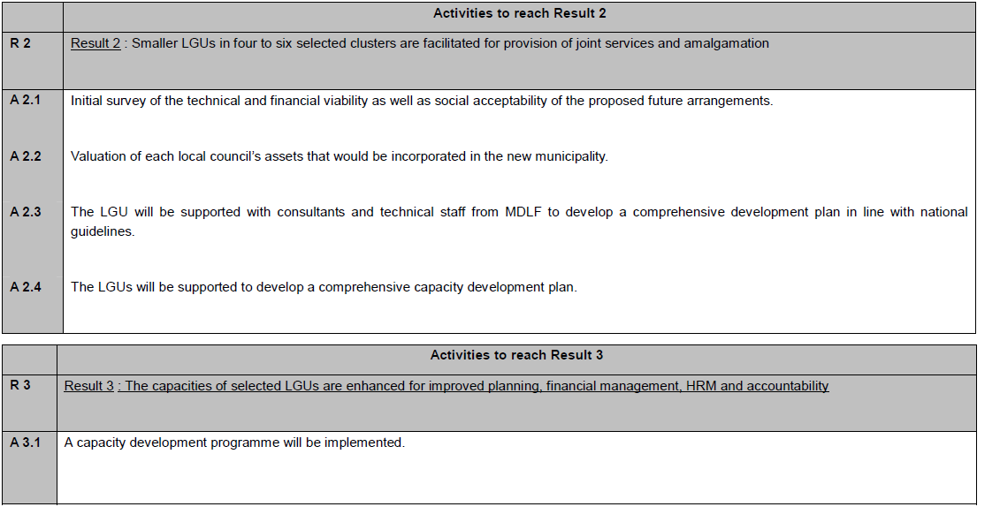 Activities to reach Result 2
R 2 Result 2 : Smaller LGUs in four to six selected clusters are facilitated for provision of joint services and amalgamation
A 2.1 Initial survey of the technical and financial viability as well as social acceptability of the proposed future arrangements.
A 2.2 Valuation of each local council's assets that would be incorporated in the new municipality.
A 2.3 The LGU will be supported with consultants and technical staff from MDLF to develop a comprehensive development plan in line with national
guidelines.
A 2.4 The LGUs will be supported to develop a comprehensive capacity development plan.
Activities to reach Result 3
R 3 Result 3 : The capacities of selected LGUs are enhanced for improved planning, financial management, HRM and accountability
A 3.1 A capacity development programme will be implemented.